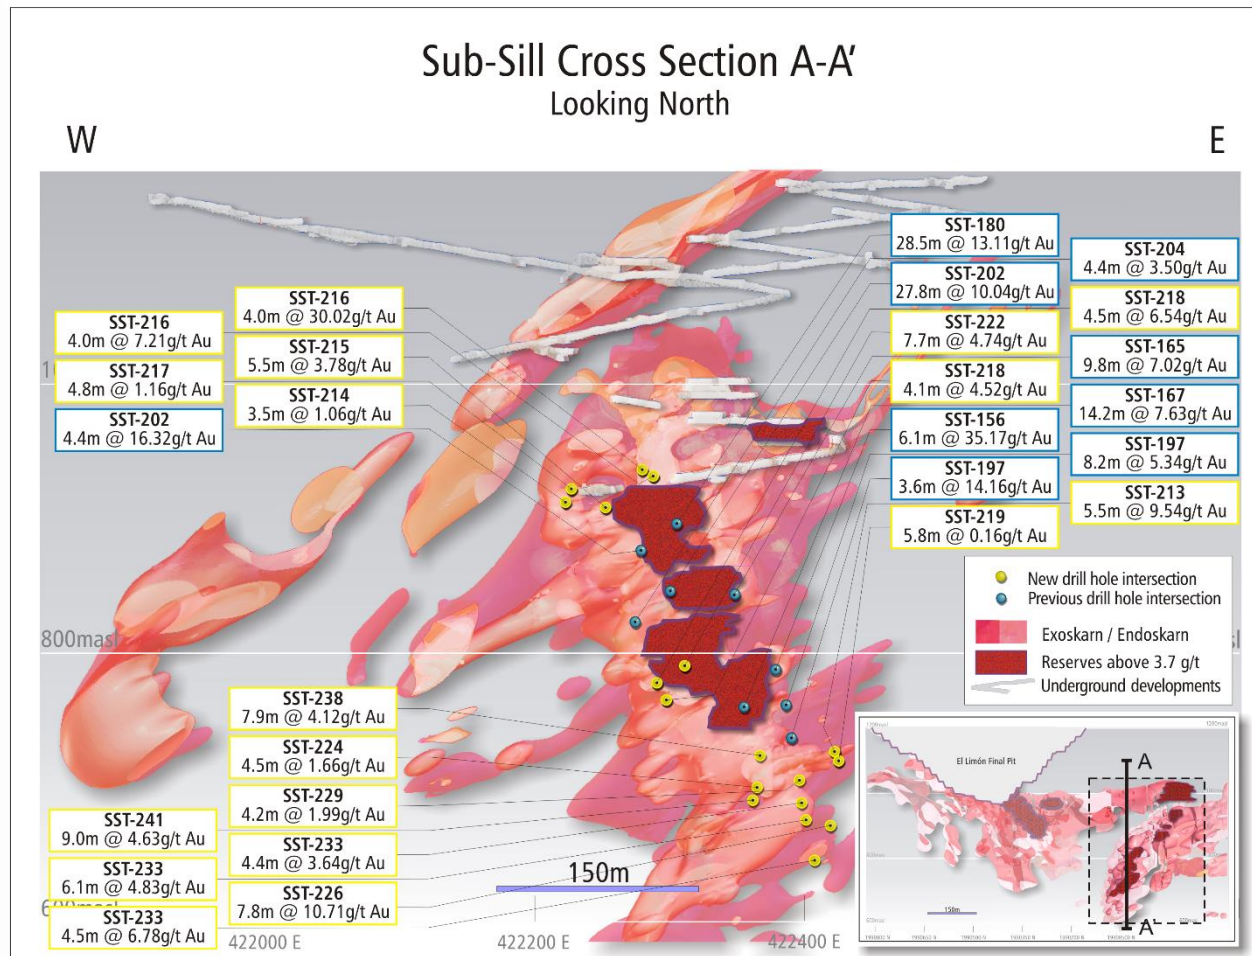 Sub-Sill Cross Section A-A'
Looking North
W
E
SST-180
28.5m @ 13.11g/t Au
SST-204
4.4m @ 3.50g/t Au
SST-202
27.8m @ 10.04g/t Au
SST-218
4.5m @ 6.54g/t Au
SST-216
4.0m @ 30.02g/t Au
SST-216
4.0m @ 7.21g/t Au
SST-222
7.7m @ 4.74g/t Au
SST-165
9.8m @ 7.02g/t Au
SST-215
5.5m @ 3.78g/t Au
SST-217
4.8m @ 1.16g/t Au
SST-218
4.1m @ 4.52g/t Au
SST-167
14.2m @ 7.63g/t Au
SST-214
3.5m @ 1.06g/t Au
SST-202
4.4m @ 16.32g/t Au
SST-156
6.1m @ 35.17g/t Au
SST-197
8.2m @ 5.34g/t Au
SST-197
3.6m @ 14.16g/t Au
SST-213
5.5m @ 9.54g/t Au
SST-219
5.8m @ 0.16g/t Au
New drill hole intersection
Previous drill hole intersection
Exoskarn / Endoskarn
Reserves above 3.7 g/t
Underground developments
800masl
SST-238
7.9m @ 4.12g/t Au
SST-224
4.5m @ 1.66g/t Au
SST-229
4.2m @ 1.99g/t Au
SST-241
9.0m @ 4.63g/t Au
SST-233
4.4m @ 3.64g/t Au
SST-233
6.1m @ 4.83g/t Au
SST-226
7.8m @ 10.71g/t Au
SST-233
4.5m @ 6.78g/t Au
150m
422000 E
422200 E
422400 E
El Limón Final Pit
A
A'
150m